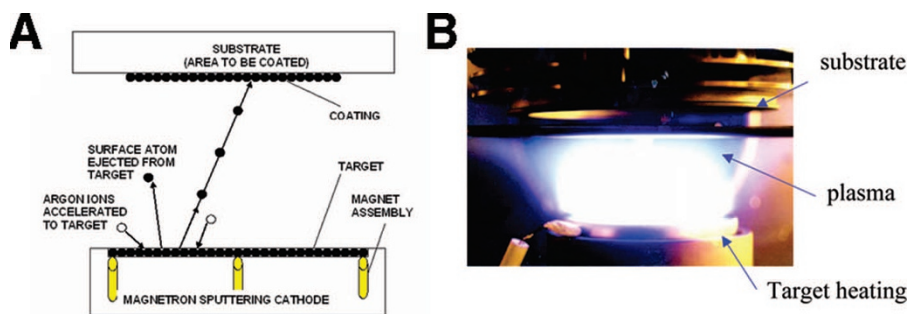 A
SUBSTRATE
(AREA TO BE COATED)
COATING
SURFACE ATOM
EJECTED FROM
TARGET
TARGET
ARGON IONS
ACCELERATED
TO TARGET
MAGNET
ASSEMBLY
MAGNETRON SPUTTERING CATHODE
B
substrate
plasma
Target heating